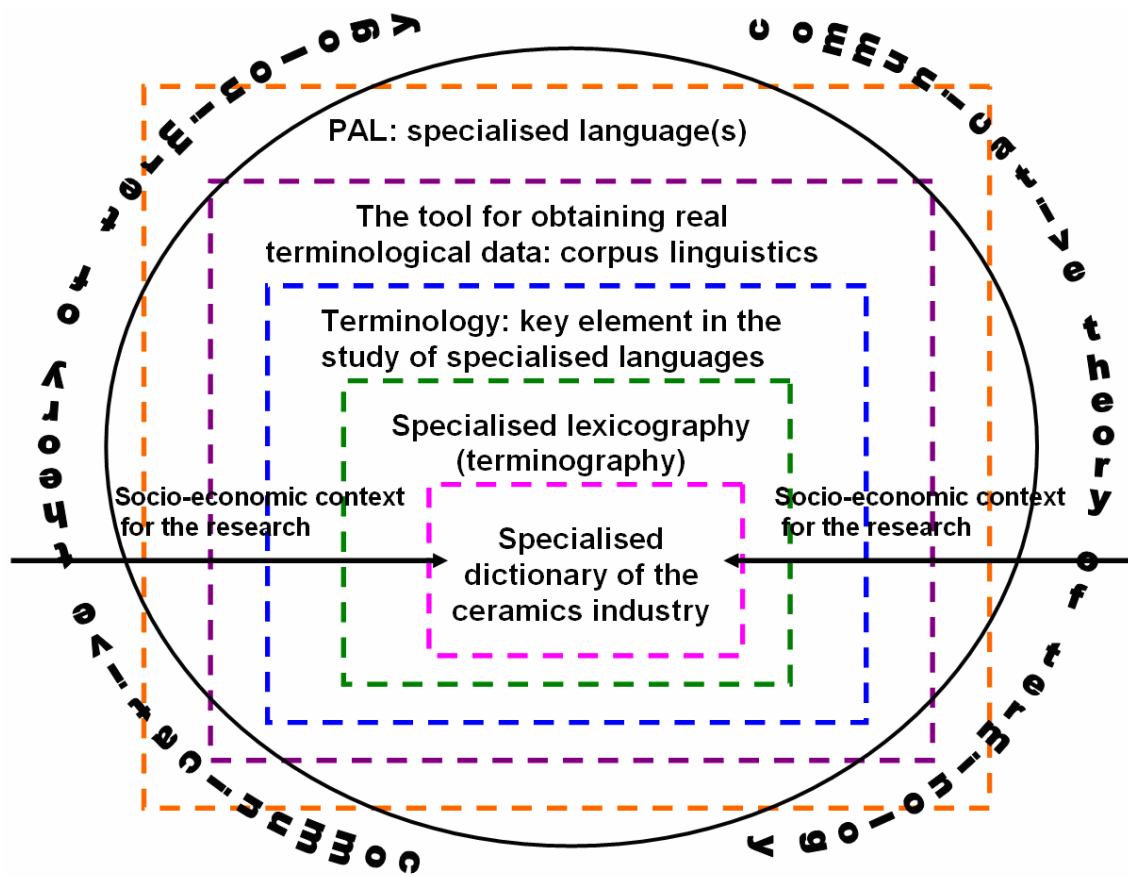 communicative theory of terminology
communicative theory of terminology
PAL: specialised language(s)
The tool for obtaining real
terminological data: corpus linguistics
Terminology: key element in the
study of specialised languages
Specialised lexicography
(terminography)
Socio-economic context
for the research
Socio-economic context
for the research
Specialised
dictionary of the
ceramics industry